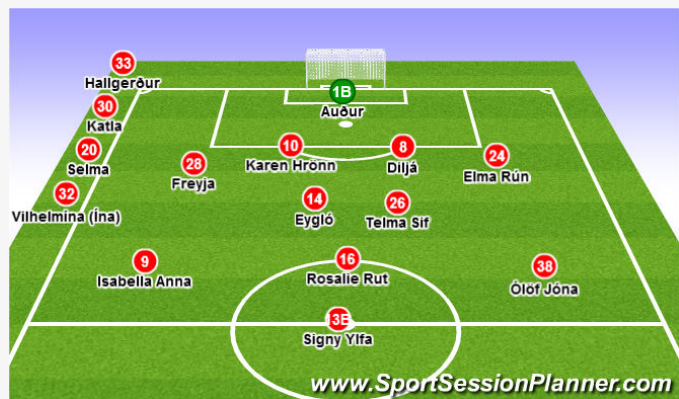 33
Hallgerður
1B
Auður
30
Katla
20
Selma
10
Karen Hrönn
8
Diljá
24
Elma Rún
28
Freyja
32
Vilhelmína (Ína)
14
Eygló
26
Telma Sif
9
Isabella Anna
16
Rosalie Rut
38
Ólöf Jóna
13B
Signy Ylfa
www.SportSessionPlanner.com